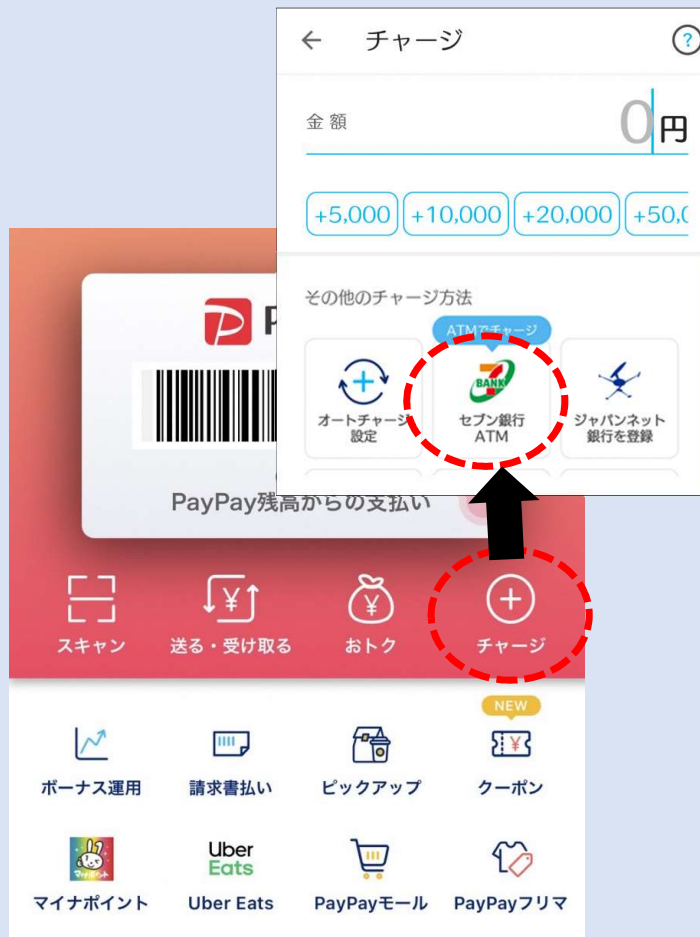 チャージ
?
金額
0円
+5,000 +10,000 +20,000
その他のチャージ方法
ATMでチャージ
BANK
オートチャージ
設定
セブン銀行
ATM
ジャパンネット
銀行を登録
PayPay残高からの支払い
スキャン
送る・受け取る
おトク
チャージ
NEW
ボーナス運用
請求書払い
ピックアップ
クーポン
マイナポイント
Uber
Eats
Uber Eats
PayPayモール
PayPayフリマ